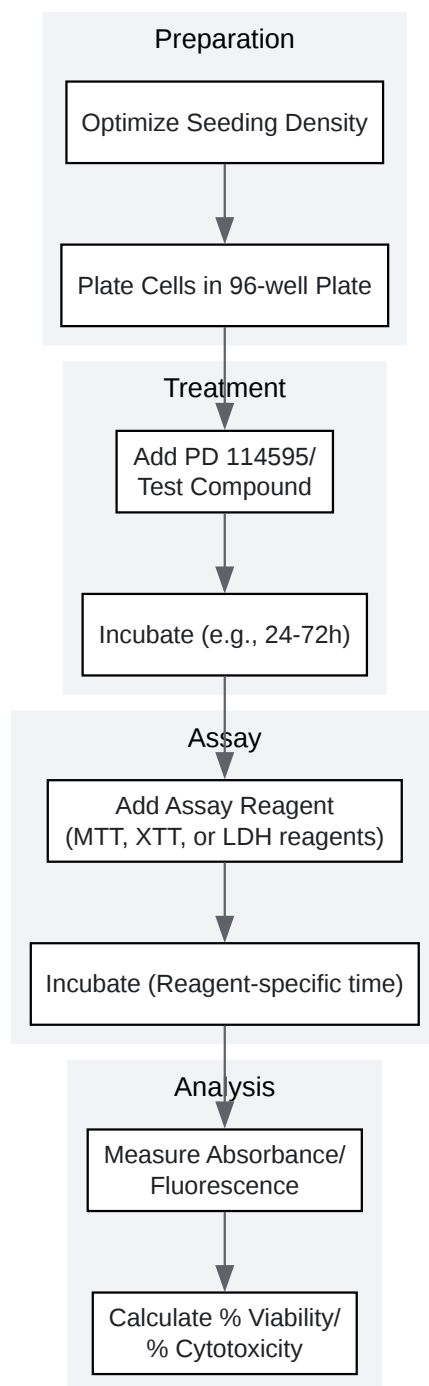 Preparation
Optimize Seeding Density
Plate Cells in 96-well Plate
Treatment
Add PD 114595/
Test Compound
Incubate (e.g., 24-72h)
Assay
Add Assay Reagent
(MTT, XTT, or LDH reagents)
Incubate (Reagent-specific time)
Analysis
Measure Absorbance/
Fluorescence
Calculate % Viability/
% Cytotoxicity